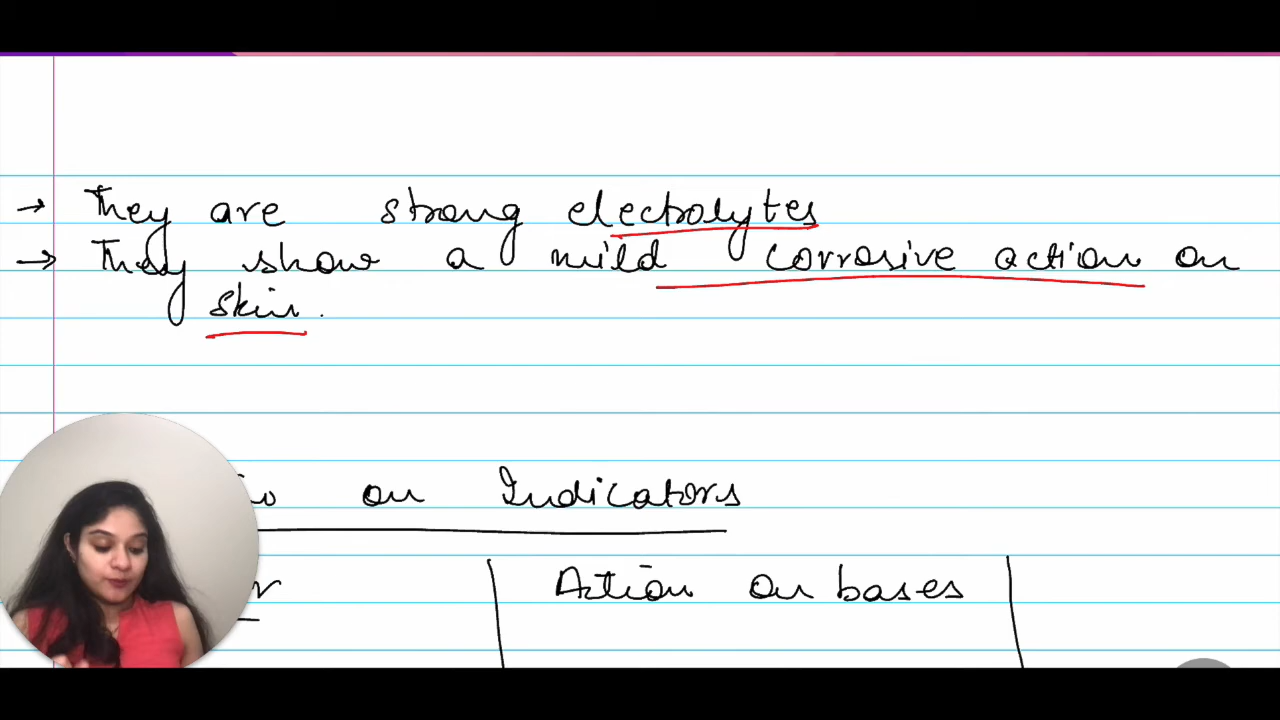 → They are strong electrolytes
→ They show a mild corrosive action on
skin.
on Indicators
Action on bases